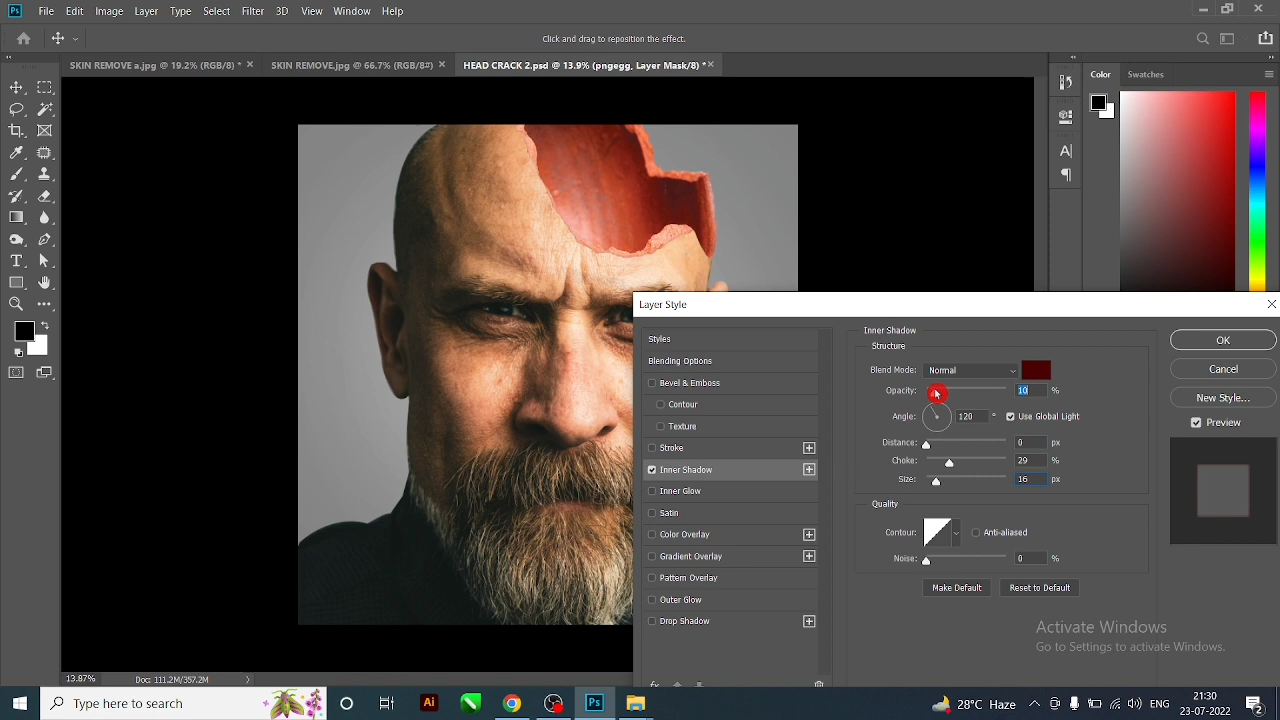 Ps File Edit Image Layer Type Select Filter 3D View Window Help
Click and drag to reposition the effect.
SKIN REMOVE a.jpg @ 19.2% (RGB/8) * SKIN REMOVE.jpg @ 66.7% (RGB/8#) HEAD CRACK 2.psd @ 13.9% (pngegg, Layer Mask/8) *
Color Swatches
Layer Style
Styles
Blending Options
Bevel & Emboss
Contour
Texture
Stroke
Inner Shadow
Inner Glow
Satin
Color Overlay
Gradient Overlay
Pattern Overlay
Outer Glow
Drop Shadow
fx
Inner Shadow
Structure
Blend Mode: Normal
Opacity: 10 %
Angle: 120 ° Use Global Light
Distance: 0 px
Choke: 29 %
Size: 16 px
Quality
Contour: Anti-aliased
Noise: 0 %
Make Default Reset to Default
OK
Cancel
New Style...
Preview
Activate Windows
Go to Settings to activate Windows.
13.87% Doc: 111.2M/357.2M
Type here to search
Ai
Ps
28°C Haze
ENG
21:30
03-12-2022